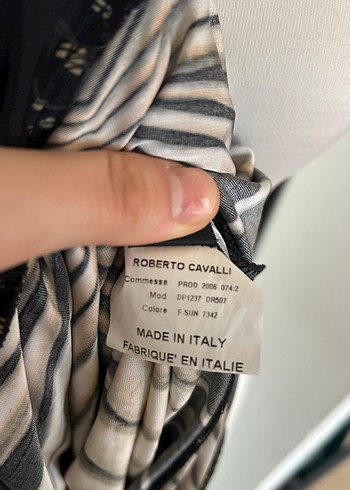 ROBERTO CAVALLI
Commessa PROD 2006 074:2
Mod DP1237 DR507
Colore F.SUN 7342
MADE IN ITALY
FABRIQUE' EN ITALIE